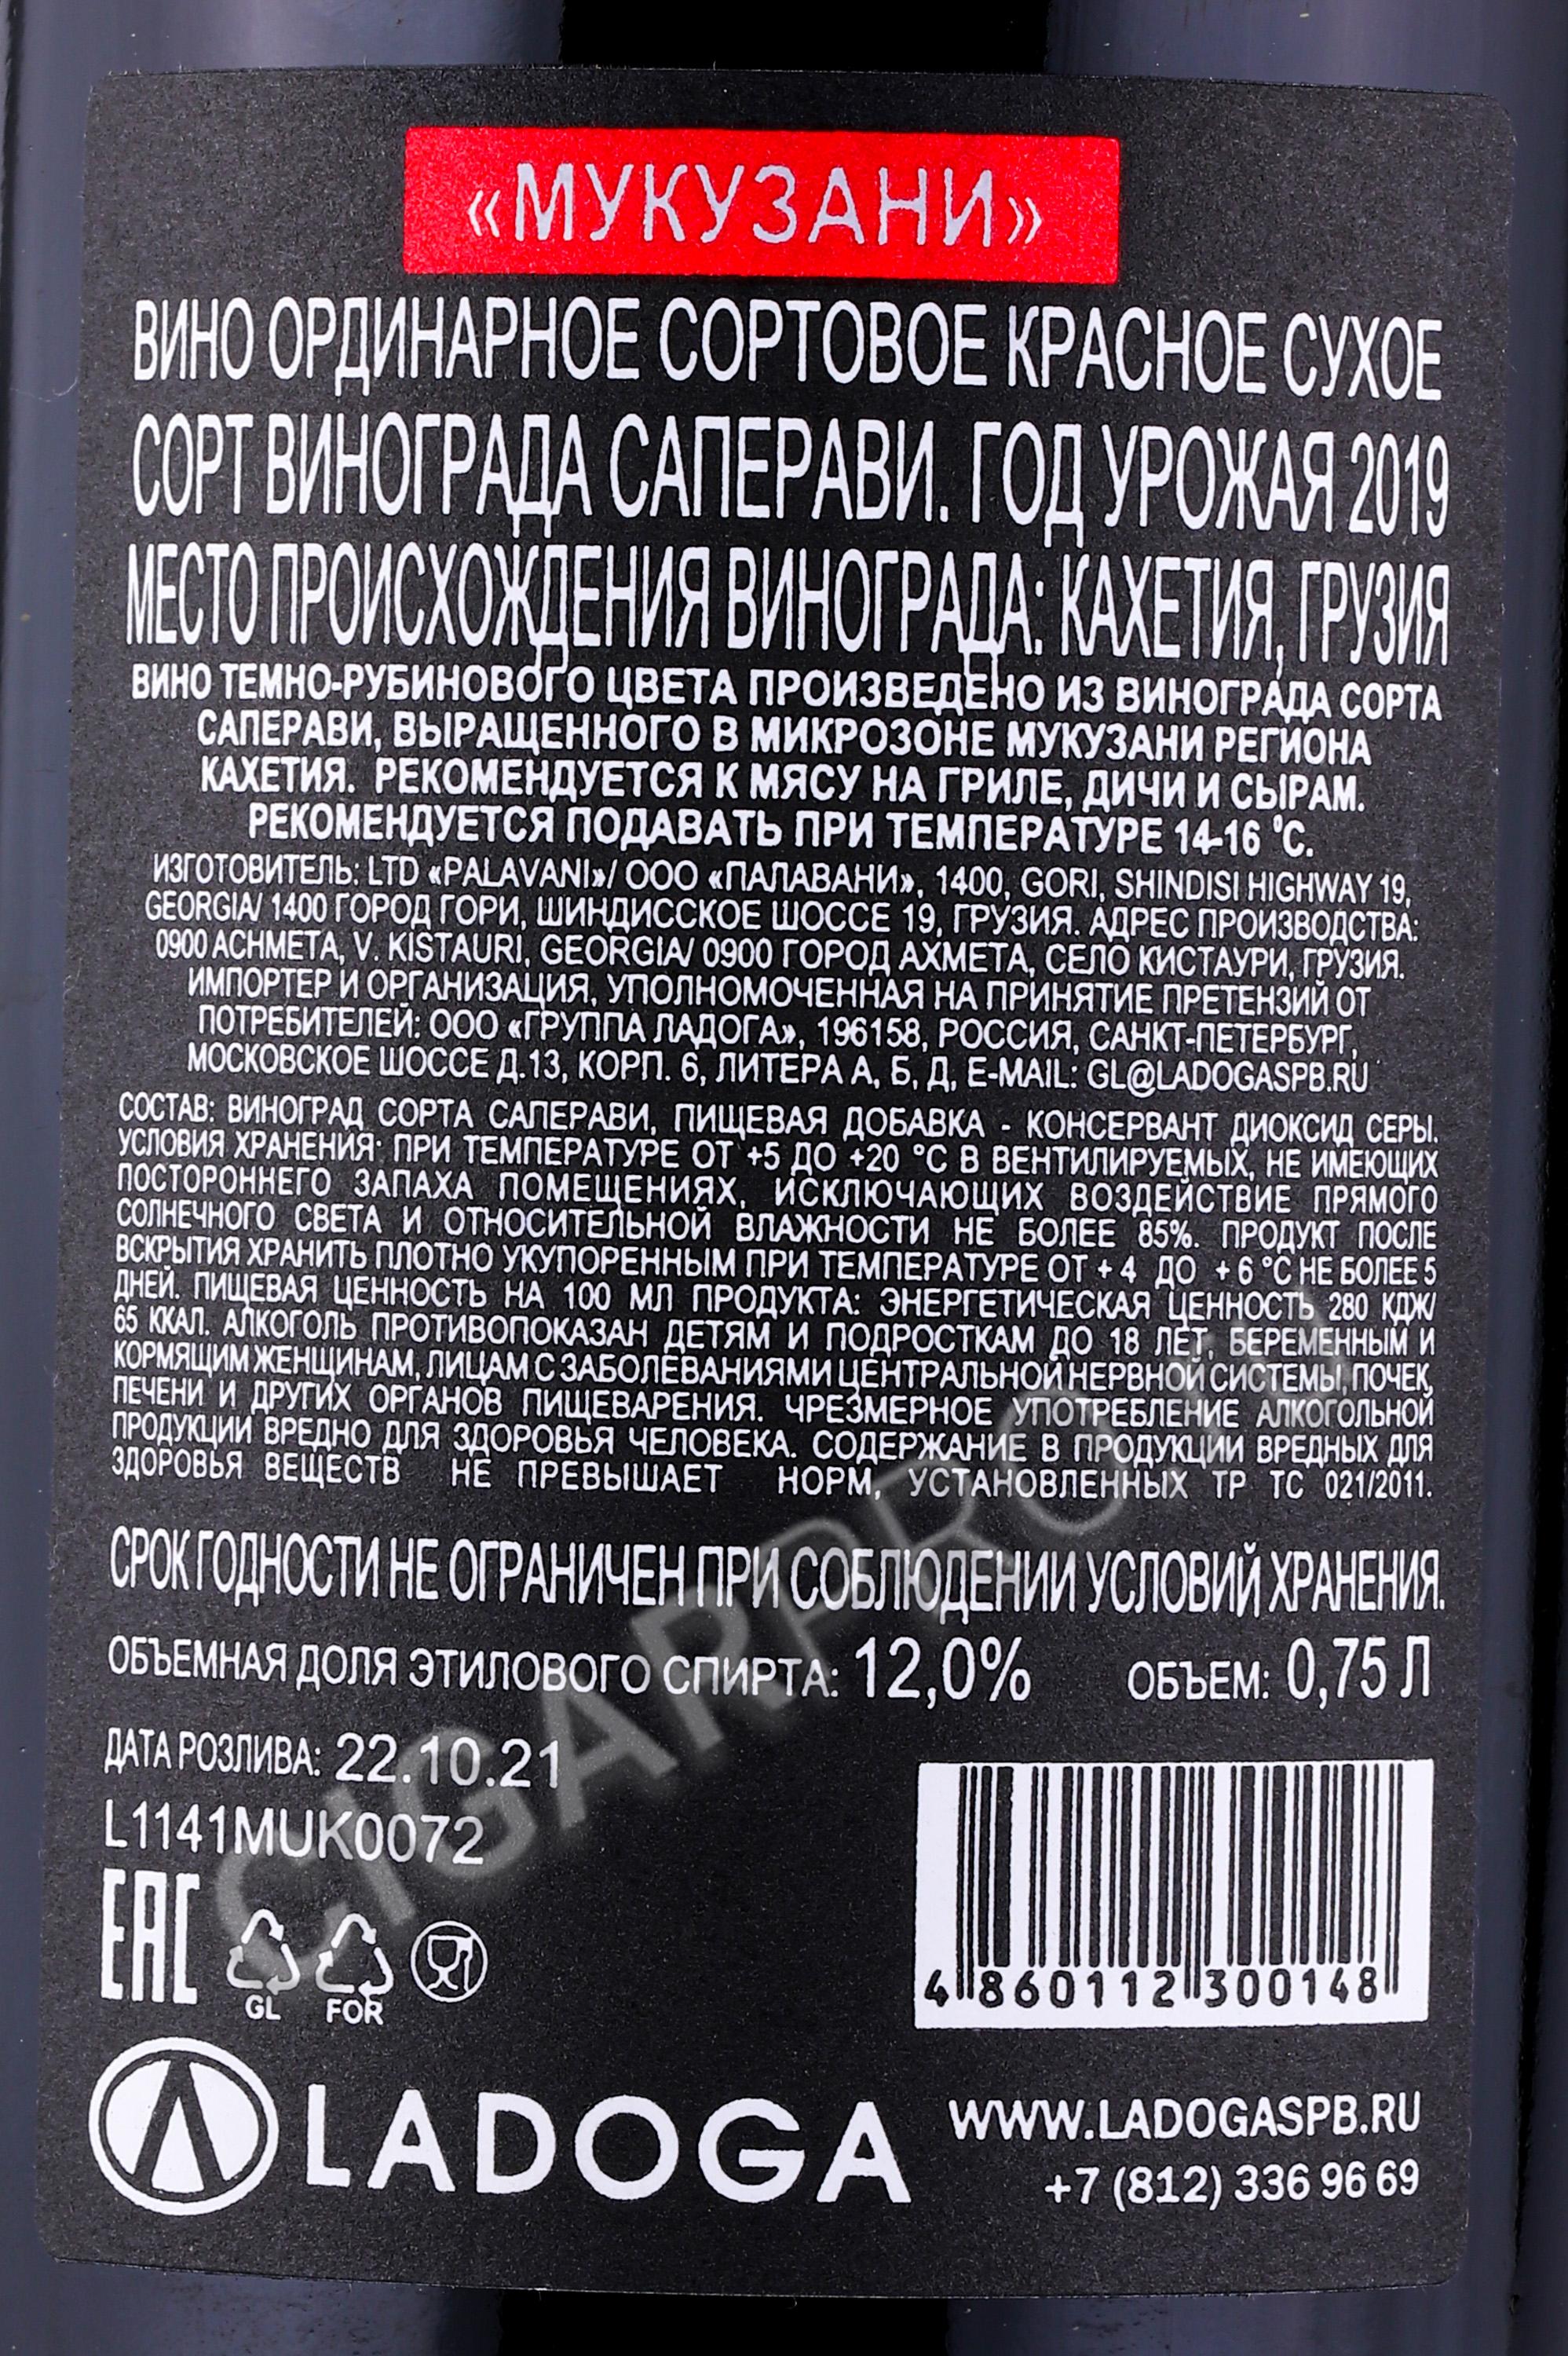 «МУКУЗАНИ»
ВИНО ОРДИНАРНОЕ СОРТОВОЕ КРАСНОЕ СУХОЕ
СОРТ ВИНОГРАДА САПЕРАВИ. ГОД УРОЖАЯ 2019
МЕСТО ПРОИСХОЖДЕНИЯ ВИНОГРАДА: КАХЕТИЯ, ГРУЗИЯ
ВИНО ТЕМНО-РУБИНОВОГО ЦВЕТА ПРОИЗВЕДЕНО ИЗ ВИНОГРАДА СОРТА
САПЕРАВИ, ВЫРАЩЕННОГО В МИКРОЗОНЕ МУКУЗАНИ РЕГИОНА
КАХЕТИЯ. РЕКОМЕНДУЕТСЯ К МЯСУ НА ГРИЛЕ, ДИЧИ И СЫРАМ.
РЕКОМЕНДУЕТСЯ ПОДАВАТЬ ПРИ ТЕМПЕРАТУРЕ 14-16 °С.
ИЗГОТОВИТЕЛЬ: LTD «PALAVANI»/ ООО «ПАЛАВАНИ», 1400, GORI, SHINDISI HIGHWAY 19,
GEORGIA/ 1400 ГОРОД ГОРИ, ШИНДИССКОЕ ШОССЕ 19, ГРУЗИЯ. АДРЕС ПРОИЗВОДСТВА:
0900 ACHMETA, V. KISTAURI, GEORGIA/ 0900 ГОРОД АХМЕТА, СЕЛО КИСТАУРИ, ГРУЗИЯ.
ИМПОРТЕР И ОРГАНИЗАЦИЯ, УПОЛНОМОЧЕННАЯ НА ПРИНЯТИЕ ПРЕТЕНЗИЙ ОТ
ПОТРЕБИТЕЛЕЙ: ООО «ГРУППА ЛАДОГА», 196158, РОССИЯ, САНКТ-ПЕТЕРБУРГ,
МОСКОВСКОЕ ШОССЕ Д.13, КОРП. 6, ЛИТЕРА А, Б, Д, E-MAIL: GL@LADOGASPB.RU
СОСТАВ: ВИНОГРАД СОРТА САПЕРАВИ, ПИЩЕВАЯ ДОБАВКА - КОНСЕРВАНТ ДИОКСИД СЕРЫ.
УСЛОВИЯ ХРАНЕНИЯ: ПРИ ТЕМПЕРАТУРЕ ОТ +5 ДО +20 °С В ВЕНТИЛИРУЕМЫХ, НЕ ИМЕЮЩИХ
ПОСТОРОННЕГО ЗАПАХА ПОМЕЩЕНИЯХ, ИСКЛЮЧАЮЩИХ ВОЗДЕЙСТВИЕ ПРЯМОГО
СОЛНЕЧНОГО СВЕТА И ОТНОСИТЕЛЬНОЙ ВЛАЖНОСТИ НЕ БОЛЕЕ 85%. ПРОДУКТ ПОСЛЕ
ВСКРЫТИЯ ХРАНИТЬ ПЛОТНО УКУПОРЕННЫМ ПРИ ТЕМПЕРАТУРЕ ОТ + 4 ДО + 6 °С НЕ БОЛЕЕ 5
ДНЕЙ. ПИЩЕВАЯ ЦЕННОСТЬ НА 100 МЛ ПРОДУКТА: ЭНЕРГЕТИЧЕСКАЯ ЦЕННОСТЬ 280 КДЖ/
65 ККАЛ. АЛКОГОЛЬ ПРОТИВОПОКАЗАН ДЕТЯМ И ПОДРОСТКАМ ДО 18 ЛЕТ, БЕРЕМЕННЫМ И
КОРМЯЩИМ ЖЕНЩИНАМ, ЛИЦАМ С ЗАБОЛЕВАНИЯМИ ЦЕНТРАЛЬНОЙ НЕРВНОЙ СИСТЕМЫ, ПОЧЕК,
ПЕЧЕНИ И ДРУГИХ ОРГАНОВ ПИЩЕВАРЕНИЯ. ЧРЕЗМЕРНОЕ УПОТРЕБЛЕНИЕ АЛКОГОЛЬНОЙ
ПРОДУКЦИИ ВРЕДНО ДЛЯ ЗДОРОВЬЯ ЧЕЛОВЕКА. СОДЕРЖАНИЕ В ПРОДУКЦИИ ВРЕДНЫХ ДЛЯ
ЗДОРОВЬЯ ВЕЩЕСТВ НЕ ПРЕВЫШАЕТ НОРМ, УСТАНОВЛЕННЫХ ТР ТС 021/2011.
СРОК ГОДНОСТИ НЕ ОГРАНИЧЕН ПРИ СОБЛЮДЕНИИ УСЛОВИЙ ХРАНЕНИЯ.
ОБЪЕМНАЯ ДОЛЯ ЭТИЛОВОГО СПИРТА: 12,0% ОБЪЕМ: 0,75 Л
ДАТА РОЗЛИВА: 22.10.21
L1141MUK0072
EAC
GL FOR
4 860112 300148
LADOGA
WWW.LADOGASPB.RU
+7 (812) 336 96 69
CIGARPRO.RU